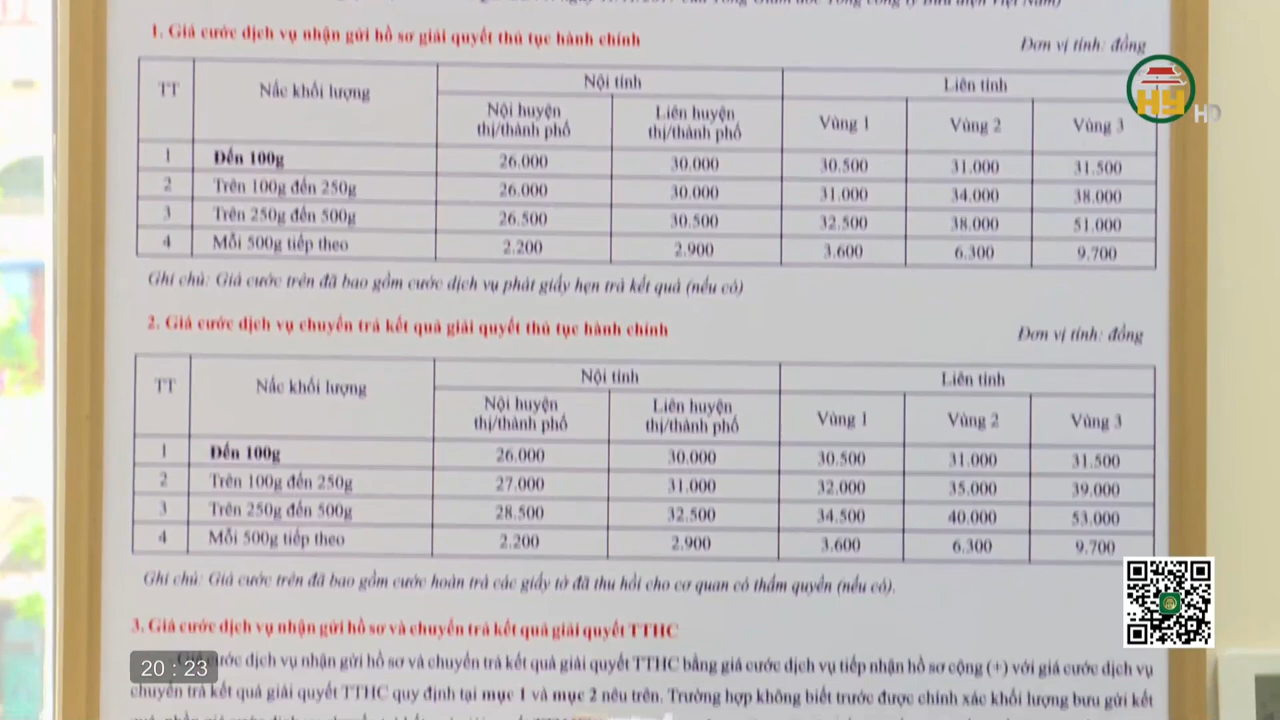 của Tổng Giám đốc Tổng công ty Bưu điện Việt Nam)
1. Giá cước dịch vụ nhận gửi hồ sơ giải quyết thủ tục hành chính
Đơn vị tính: đồng
TT Nấc khối lượng Nội tỉnh Liên tỉnh
Nội huyện thị/thành phố Liên huyện thị/thành phố Vùng 1 Vùng 2 Vùng 3
1 Đến 100g 26.000 30.000 30.500 31.000 31.500
2 Trên 100g đến 250g 26.000 30.000 31.000 34.000 38.000
3 Trên 250g đến 500g 26.500 30.500 32.500 38.000 51.000
4 Mỗi 500g tiếp theo 2.200 2.900 3.600 6.300 9.700
Ghi chú: Giá cước trên đã bao gồm cước dịch vụ phát giấy hẹn trả kết quả (nếu có)
2. Giá cước dịch vụ chuyển trả kết quả giải quyết thủ tục hành chính
Đơn vị tính: đồng
TT Nấc khối lượng Nội tỉnh Liên tỉnh
Nội huyện thị/thành phố Liên huyện thị/thành phố Vùng 1 Vùng 2 Vùng 3
1 Đến 100g 26.000 30.000 30.500 31.000 31.500
2 Trên 100g đến 250g 27.000 31.000 32.000 35.000 39.000
3 Trên 250g đến 500g 28.500 32.500 34.500 40.000 53.000
4 Mỗi 500g tiếp theo 2.200 2.900 3.600 6.300 9.700
Ghi chú: Giá cước trên đã bao gồm cước hoàn trả các giấy tờ đã thu hồi cho cơ quan có thẩm quyền (nếu có).
3. Giá cước dịch vụ nhận gửi hồ sơ và chuyển trả kết quả giải quyết TTHC
cước dịch vụ nhận gửi hồ sơ và chuyển trả kết quả giải quyết TTHC bằng giá cước dịch vụ tiếp nhận hồ sơ cộng (+) với giá cước dịch vụ
chuyển trả kết quả giải quyết TTHC quy định tại mục 1 và mục 2 nêu trên. Trường hợp không biết trước được chính xác khối lượng bưu gửi kết
HY HD
20 : 23